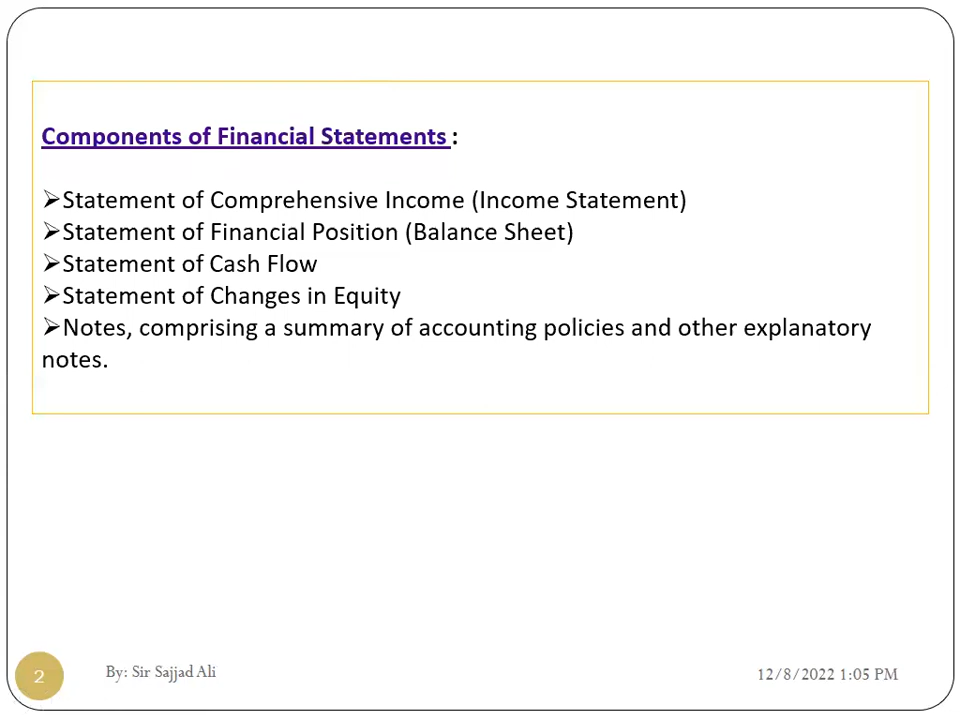 Components of Financial Statements :
➢Statement of Comprehensive Income (Income Statement)
➢Statement of Financial Position (Balance Sheet)
➢Statement of Cash Flow
➢Statement of Changes in Equity
➢Notes, comprising a summary of accounting policies and other explanatory
notes.
2
By: Sir Sajjad Ali
12/8/2022 1:05 PM